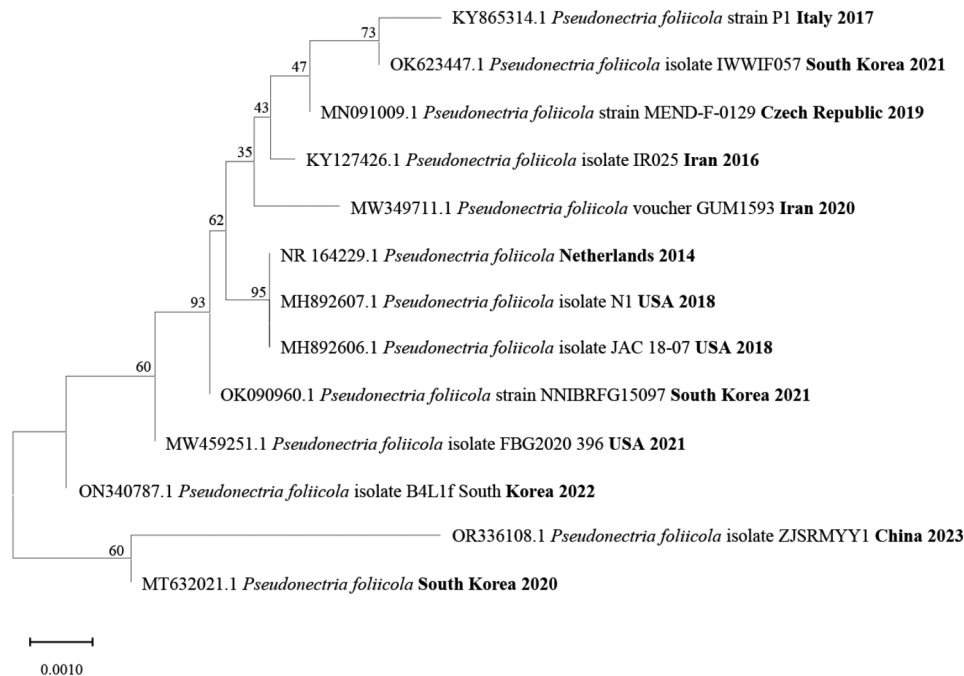 KY865314.1 Pseudonectria foliicola strain P1 Italy 2017
73
OK623447.1 Pseudonectria foliicola isolate IWWIF057 South Korea 2021
47
MN091009.1 Pseudonectria foliicola strain MEND-F-0129 Czech Republic 2019
43
KY127426.1 Pseudonectria foliicola isolate IR025 Iran 2016
35
MW349711.1 Pseudonectria foliicola voucher GUM1593 Iran 2020
62
NR 164229.1 Pseudonectria foliicola Netherlands 2014
95
MH892607.1 Pseudonectria foliicola isolate N1 USA 2018
93
MH892606.1 Pseudonectria foliicola isolate JAC 18-07 USA 2018
60
OK090960.1 Pseudonectria foliicola strain NNIBRFG15097 South Korea 2021
MW459251.1 Pseudonectria foliicola isolate FBG2020 396 USA 2021
ON340787.1 Pseudonectria foliicola isolate B4L1f South Korea 2022
OR336108.1 Pseudonectria foliicola isolate ZJSRMYY1 China 2023
60
MT632021.1 Pseudonectria foliicola South Korea 2020
0.0010